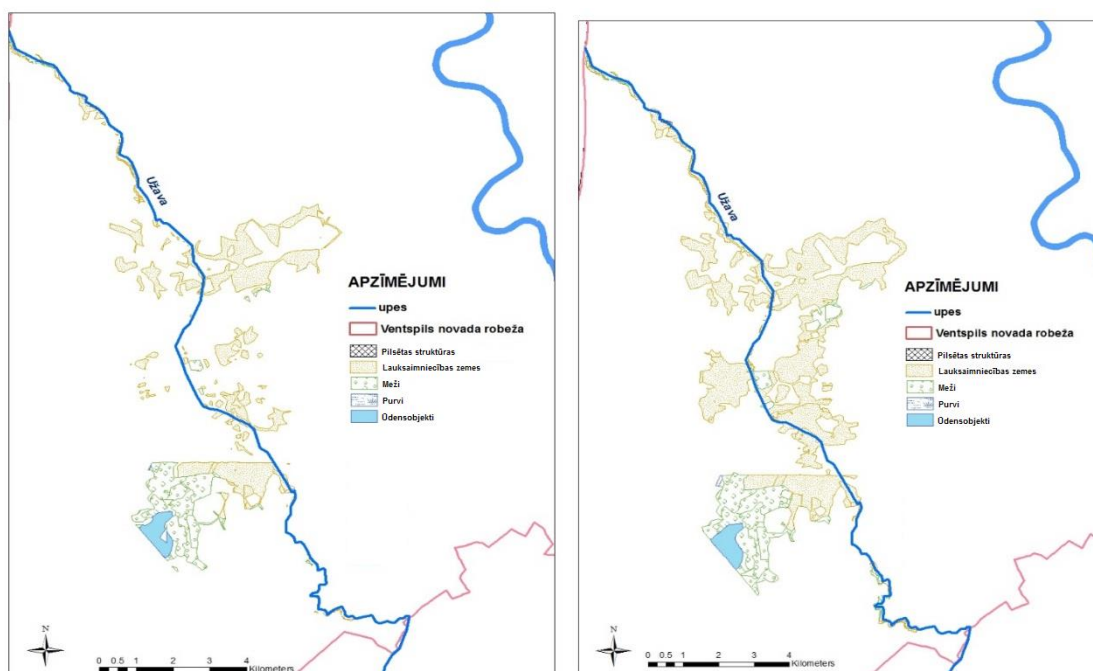 Užava
APZĪMĒJUMI
upes
Ventspils novada robeža
Pilsētas struktūras
Lauksaimniecības zemes
Meži
Purvi
Ūdensobjekti
N
0 0.5 1 2 3 4
Kilometers
Užava
APZĪMĒJUMI
upes
Ventspils novada robeža
Pilsētas struktūras
Lauksaimniecības zemes
Meži
Purvi
Ūdensobjekti
N
0 0.5 1 2 3 4
Kilometers